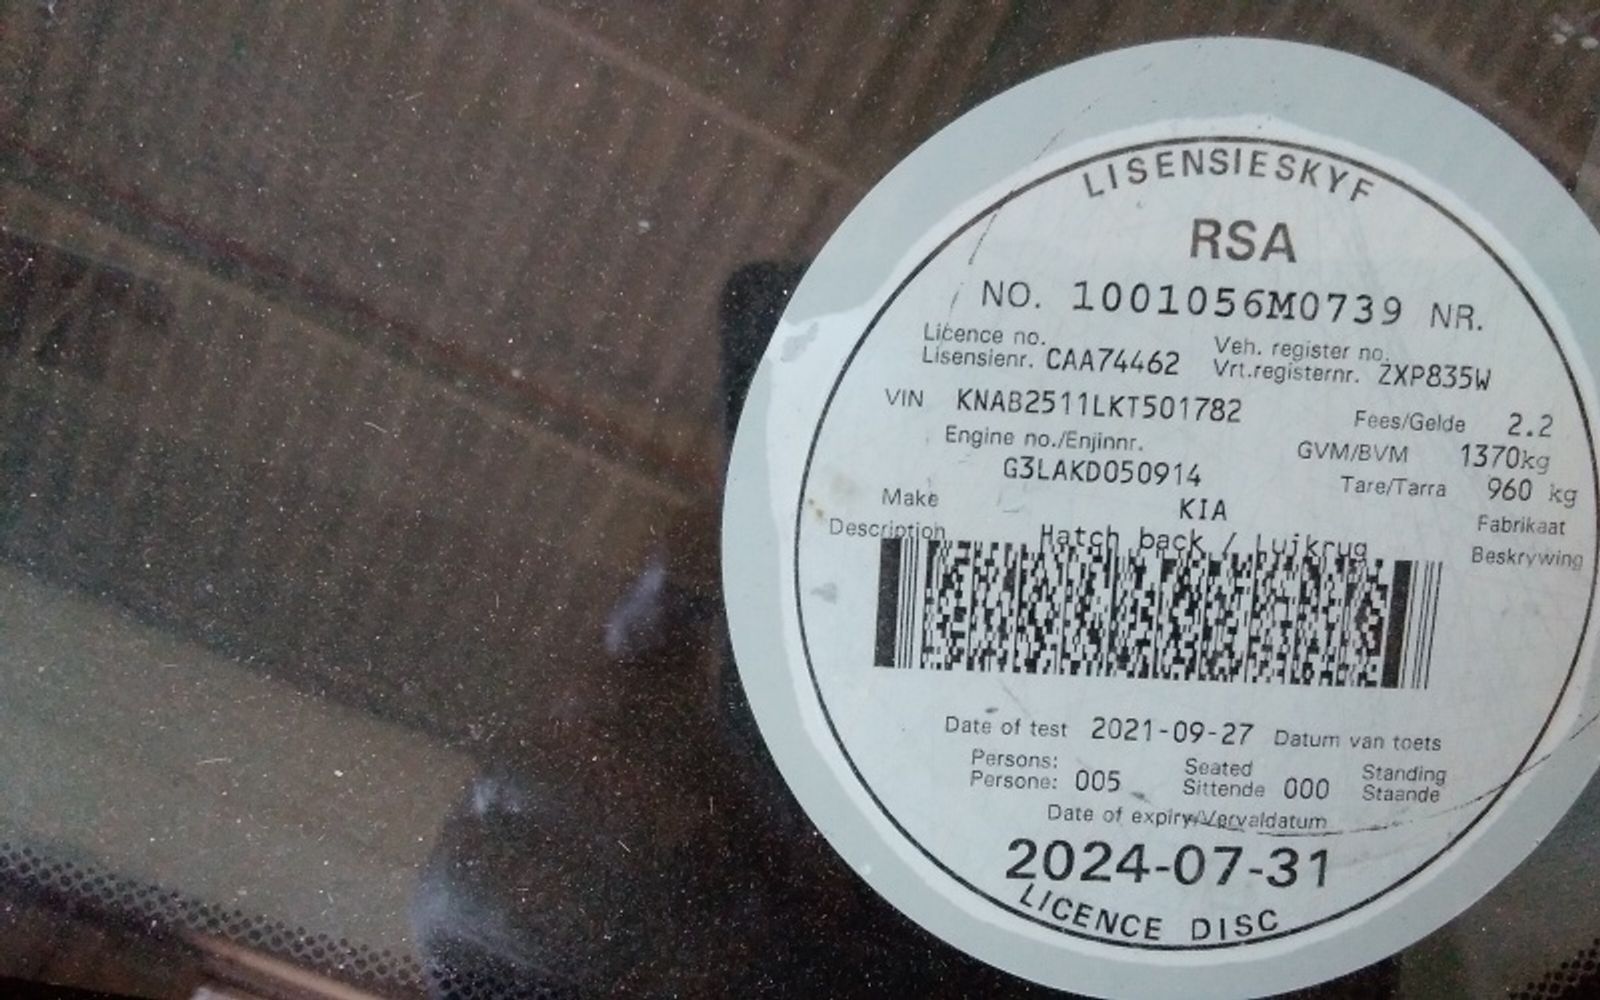 LISENSIESKYF
RSA
NO. 1001056M0739 NR.
Licence no. Veh. register no.
Lisensienr. CAA74462 Vrt.registernr. ZXP835W
VIN KNAB2511LKT501782 Fees/Gelde 2.2
Engine no./Enjinnr. GVM/BVM 1370kg
G3LAKD050914 Tare/Tarra 960 kg
Make KIA Fabrikaat
Description Hatch back / Luikrug Beskrywing
Date of test 2021-09-27 Datum van toets
Persons: Seated Standing
Persone: 005 Sittende 000 Staande
Date of expiry/Vervaldatum
2024-07-31
LICENCE DISC